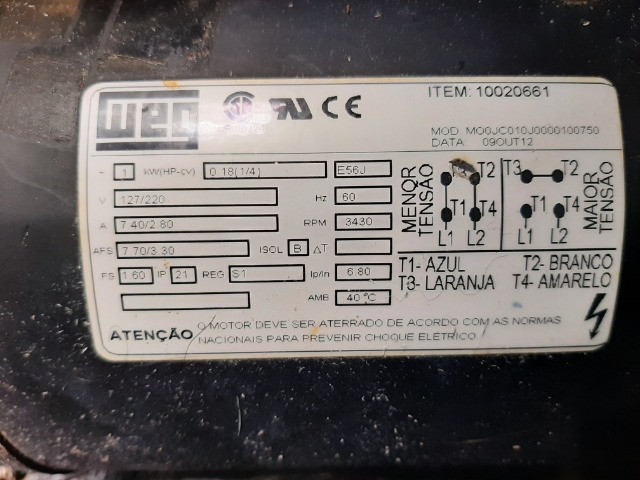 WEG
CE
ITEM: 10020661
MOD MO0JC010J0000100750
DATA 09OUT12
~ 1 KW(HP-cv) 0.18(1/4) E56J
V 127/220 Hz 60
A 7.40/2.80 RPM 3430
AFS 7.70/3.30 ISOL B ΔT
FS 1.60 IP 21 REG S1 Ip/In 6.80
AMB 40 °C
MENOR TENSÃO
T3 T2
T1 T4
L1 L2
T3 T2
T1 T4
L1 L2
MAIOR TENSÃO
T1- AZUL T2- BRANCO
T3- LARANJA T4- AMARELO
ATENÇÃO
O MOTOR DEVE SER ATERRADO DE ACORDO COM AS NORMAS
NACIONAIS PARA PREVENIR CHOQUE ELÉTRICO